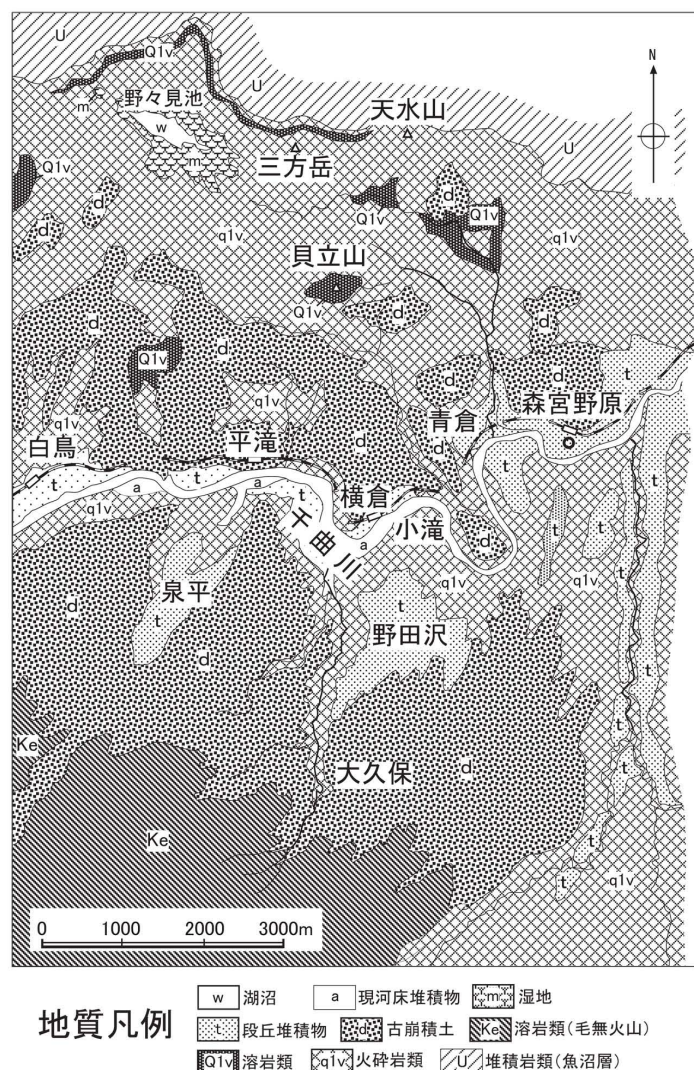 U
Q1v
N
野々見池
m
U
天水山
w
m
三方岳
U
Q1v
d
d
Q1v
d
Q1v
q1v
q1v
貝立山
Q1v
d
d
d
d
Q1v
t
d
q1v
q1v
青倉
森宮野原
白鳥
平滝
d
d
t
t
横倉
t
a
a
t
小滝
q1v
千曲川
a
d
t
t
q1v
q1v
泉平
t
d
野田沢
t
t
d
t
大久保
d
t
Ke
t
Ke
t
q1v
t
0 1000 2000 3000m
地質凡例
w 湖沼 a 現河床堆積物 m 湿地
t 段丘堆積物 d 古崩積土 Ke 溶岩類(毛無火山)
Q1v 溶岩類 q1v 火砕岩類 U 堆積岩類(魚沼層)